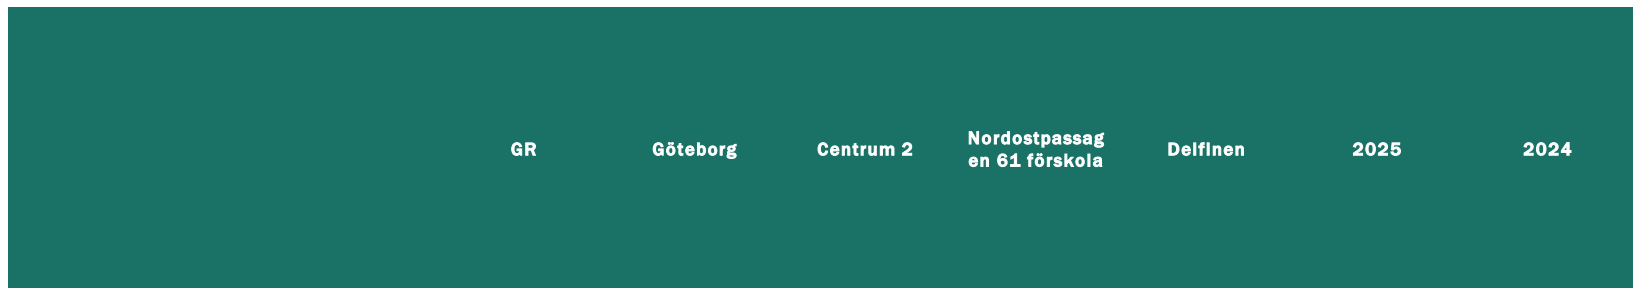 GR Göteborg Centrum 2 Nordostpassag Delfinen 2025 2024
en 61 förskola